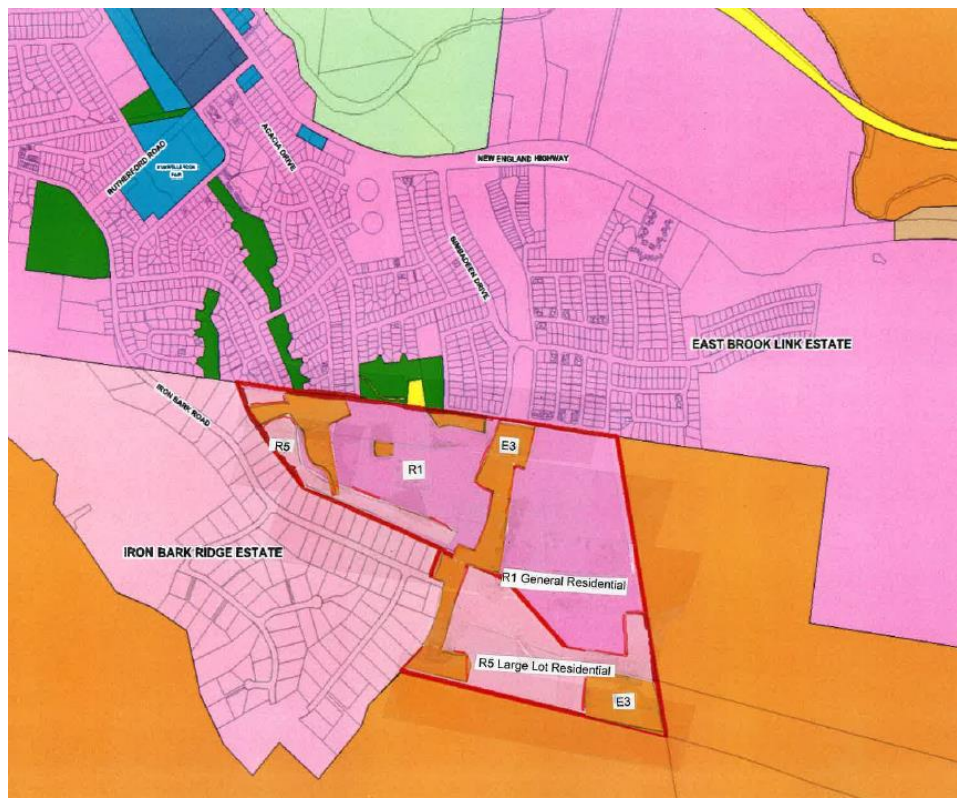 RUTHERFORD ROAD
ACACIA DRIVE
NEW ENGLAND HIGHWAY
DRIVE
EAST BROOK LINK ESTATE
IRON BARK ROAD
R5
R1
E3
IRON BARK RIDGE ESTATE
R1 General Residential
R5 Large Lot Residential
E3